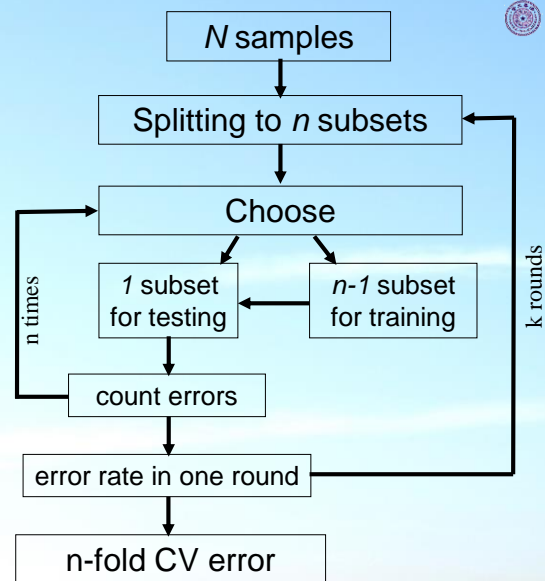 N samples
Splitting to n subsets
Choose
1 subset
for testing
n-1 subset
for training
n times
k rounds
count errors
error rate in one round
n-fold CV error